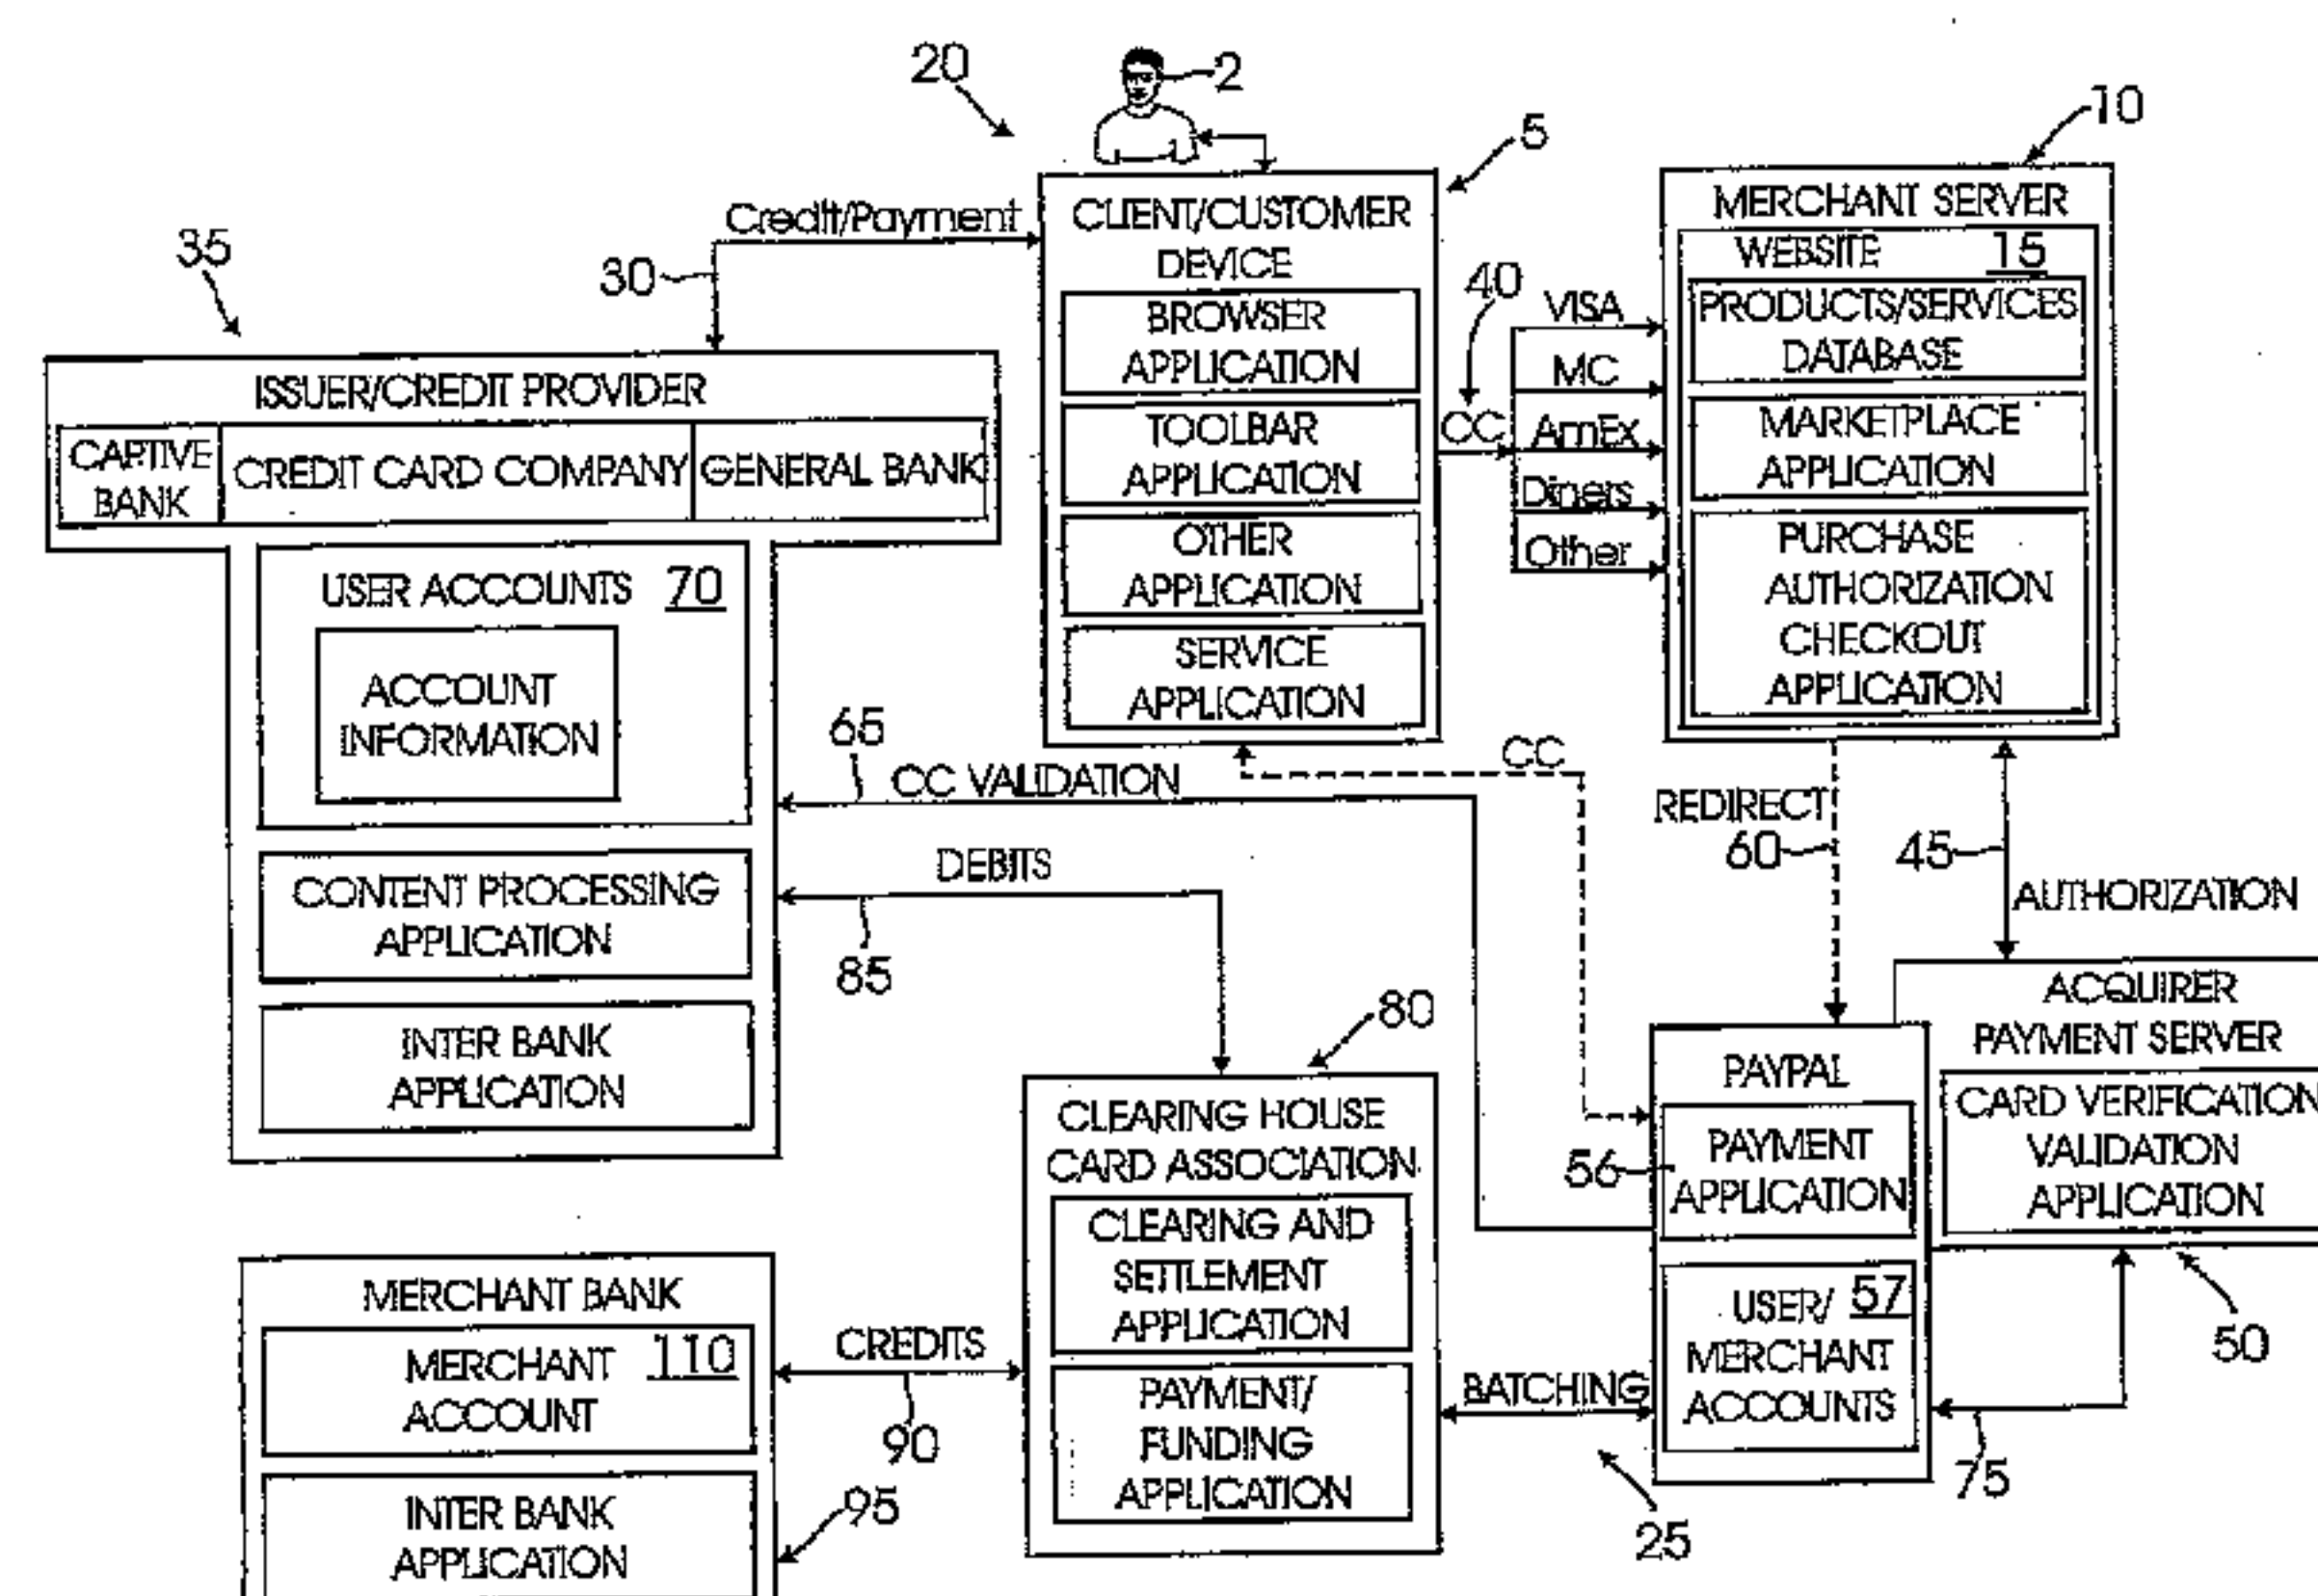 20
2
5
10
35
30
Credit/Payment
CLIENT/CUSTOMER
DEVICE
BROWSER
APPLICATION
TOOLBAR
APPLICATION
OTHER
APPLICATION
SERVICE
APPLICATION
40
CC
VISA
MC
AmEx
Diners
Other
MERCHANT SERVER
WEBSITE 15
PRODUCTS/SERVICES
DATABASE
MARKETPLACE
APPLICATION
PURCHASE
AUTHORIZATION
CHECKOUT
APPLICATION
ISSUER/CREDIT PROVIDER
CAPTIVE
BANK
CREDIT CARD COMPANY
GENERAL BANK
USER ACCOUNTS 70
ACCOUNT
INFORMATION
CONTENT PROCESSING
APPLICATION
INTER BANK
APPLICATION
65
CC VALIDATION
CC
REDIRECT
60
45
AUTHORIZATION
DEBITS
85
80
CLEARING HOUSE
CARD ASSOCIATION
CLEARING AND
SETTLEMENT
APPLICATION
PAYMENT/
FUNDING
APPLICATION
PAYPAL
56
PAYMENT
APPLICATION
USER/ 57
MERCHANT
ACCOUNTS
ACQUIRER
PAYMENT SERVER
CARD VERIFICATION
VALIDATION
APPLICATION
50
75
BATCHING
25
CREDITS
90
MERCHANT BANK
MERCHANT 110
ACCOUNT
INTER BANK
APPLICATION
95